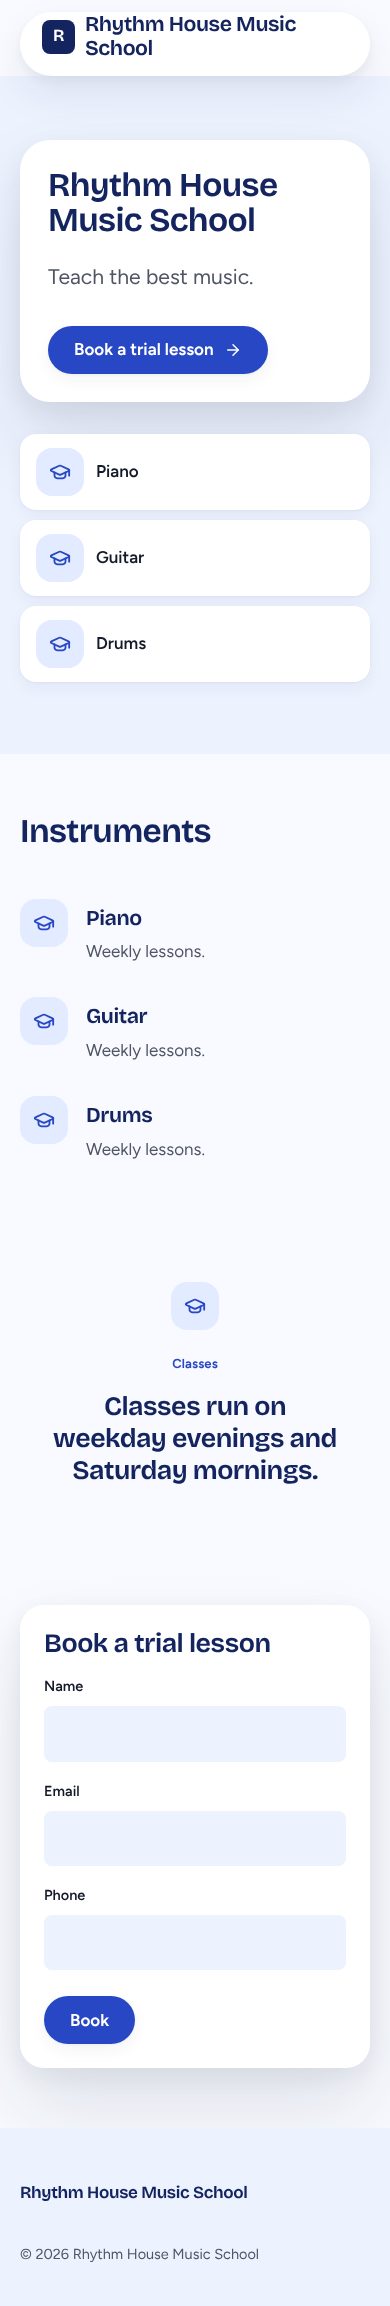 R
Rhythm House Music
School
Rhythm House
Music School
Teach the best music.
Book a trial lesson
Piano
Guitar
Drums
Instruments
Piano
Weekly lessons.
Guitar
Weekly lessons.
Drums
Weekly lessons.
Classes
Classes run on
weekday evenings and
Saturday mornings.
Book a trial lesson
Name
Email
Phone
Book
Rhythm House Music School
© 2026 Rhythm House Music School